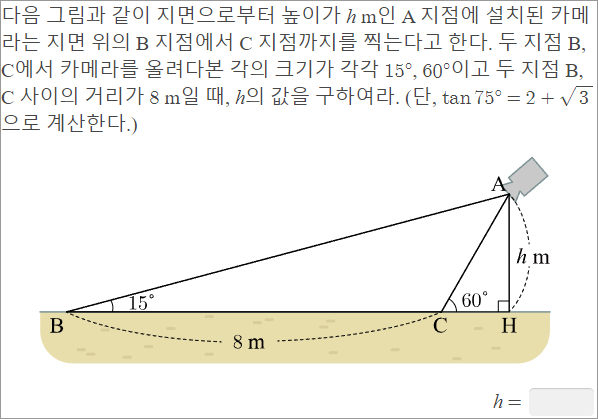 다음 그림과 같이 지면으로부터 높이가 h m인 A 지점에 설치된 카메
라는 지면 위의 B 지점에서 C 지점까지를 찍는다고 한다. 두 지점 B,
C에서 카메라를 올려다본 각의 크기가 각각 15°, 60°이고 두 지점 B,
C 사이의 거리가 8 m일 때, h의 값을 구하여라. (단, tan 75° = 2 + √3
으로 계산한다.)
A
h m
15°
60°
B
C
H
8 m
h =